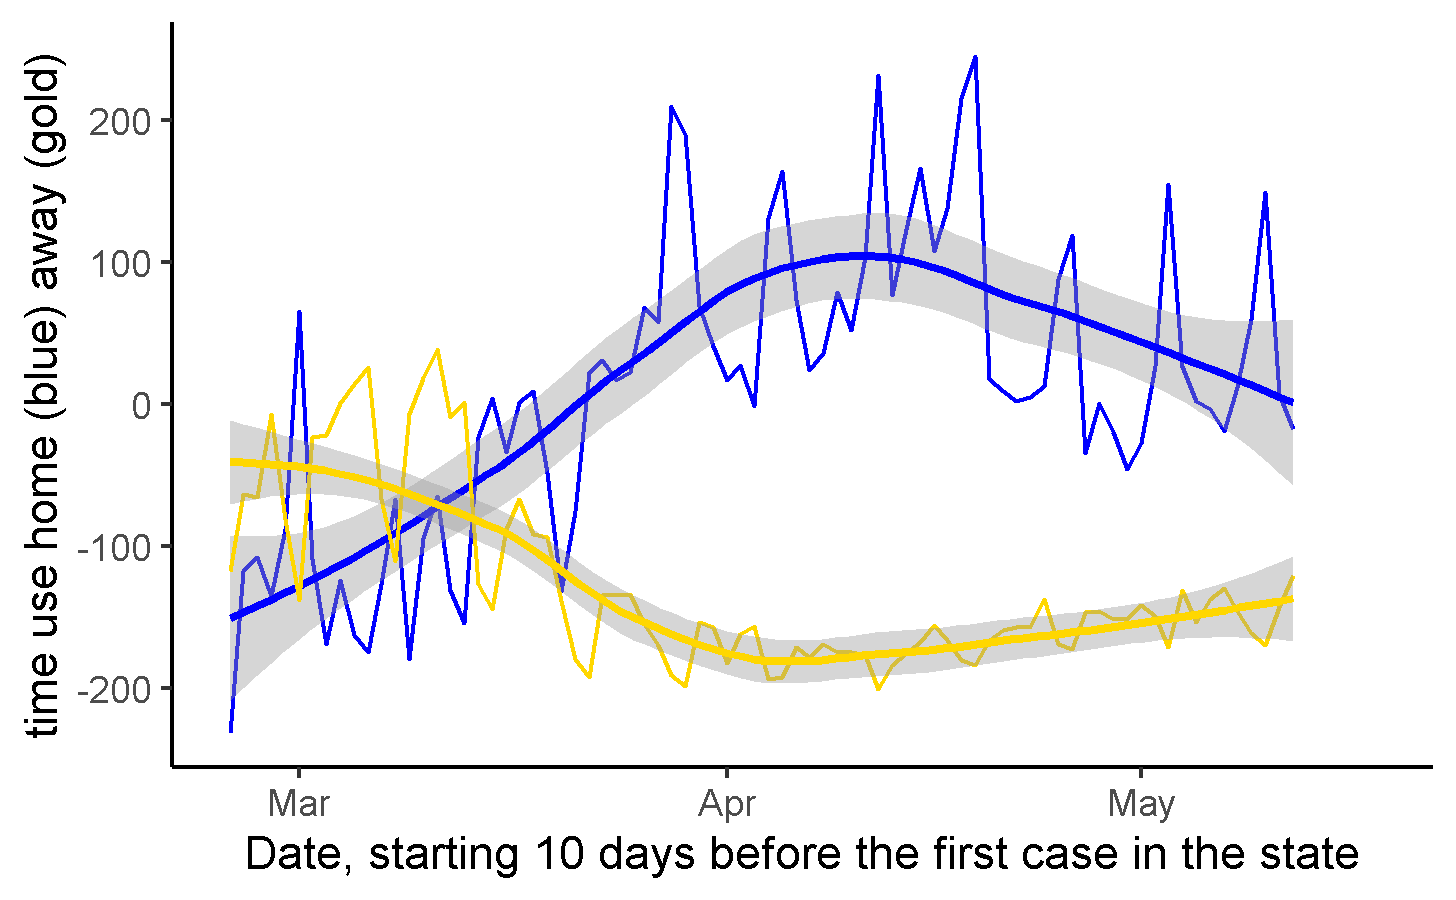 time use home (blue) away (gold)
200
100
0
-100
-200
Mar
Apr
May
Date, starting 10 days before the first case in the state